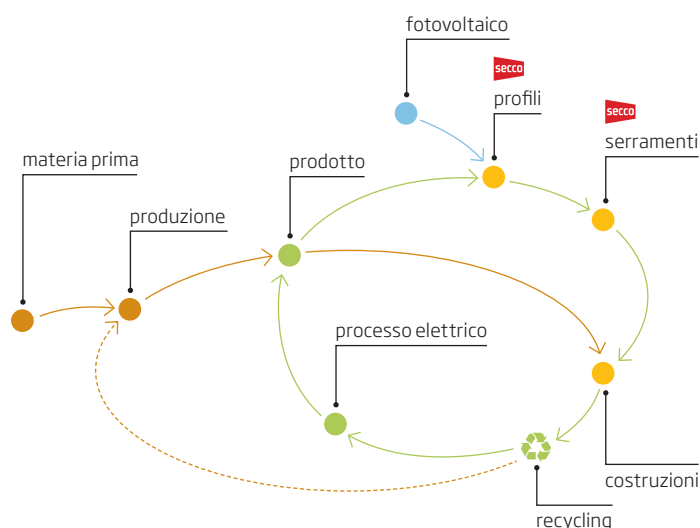 fotovoltaico
secco
profili
secco
serramenti
materia prima
prodotto
produzione
processo elettrico
costruzioni
recycling